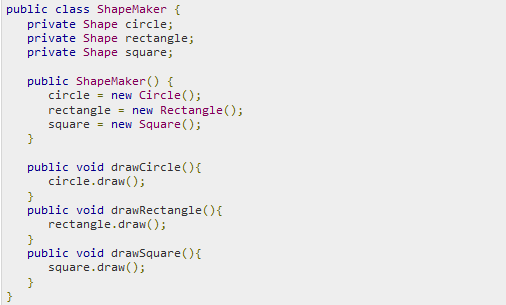 public class ShapeMaker {
   private Shape circle;
   private Shape rectangle;
   private Shape square;

   public ShapeMaker() {
      circle = new Circle();
      rectangle = new Rectangle();
      square = new Square();
   }

   public void drawCircle(){
      circle.draw();
   }
   public void drawRectangle(){
      rectangle.draw();
   }
   public void drawSquare(){
      square.draw();
   }
}